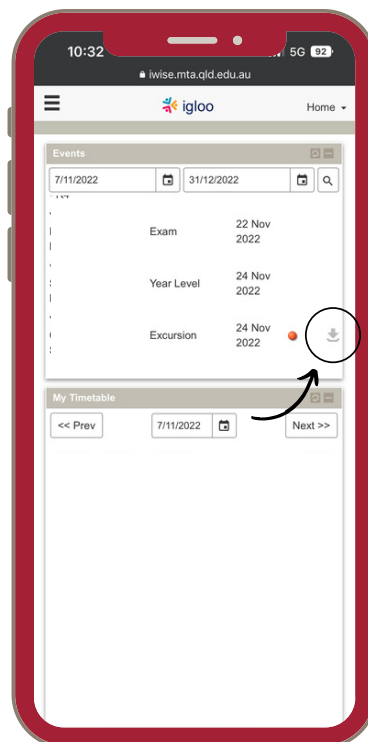 10:32 5G 92
iwise.mta.qld.edu.au
igloo Home
Events
7/11/2022 31/12/2022
Exam 22 Nov
2022
Year Level 24 Nov
2022
Excursion 24 Nov
2022
My Timetable
<< Prev 7/11/2022 Next >>